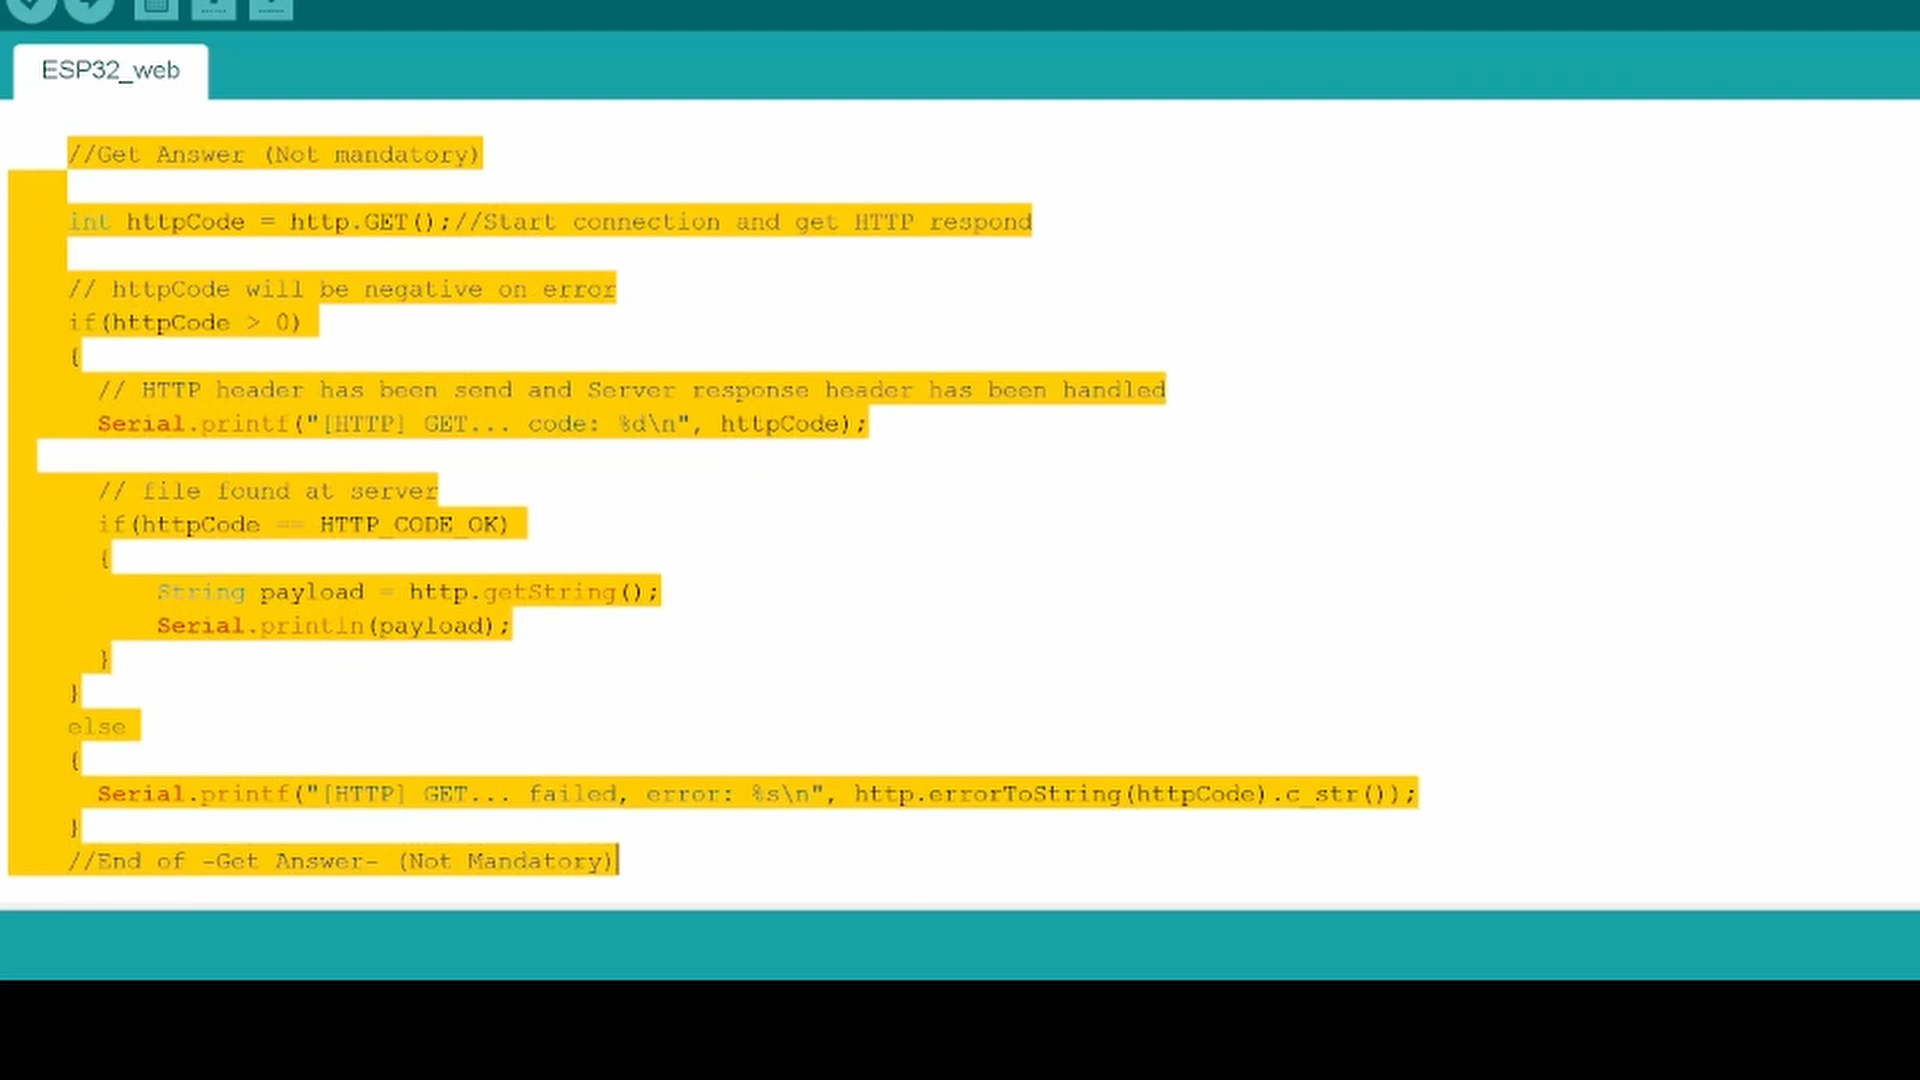 ESP32_web
//Get Answer (Not mandatory)
int httpCode = http.GET();//Start connection and get HTTP respond
// httpCode will be negative on error
if(httpCode > 0)
{
// HTTP header has been send and Server response header has been handled
Serial.printf("[HTTP] GET... code: %d\n", httpCode);
// file found at server
if(httpCode == HTTP_CODE_OK)
{
String payload = http.getString();
Serial.println(payload);
}
}
else
{
Serial.printf("[HTTP] GET... failed, error: %s\n", http.errorToString(httpCode).c_str());
}
//End of -Get Answer- (Not Mandatory)